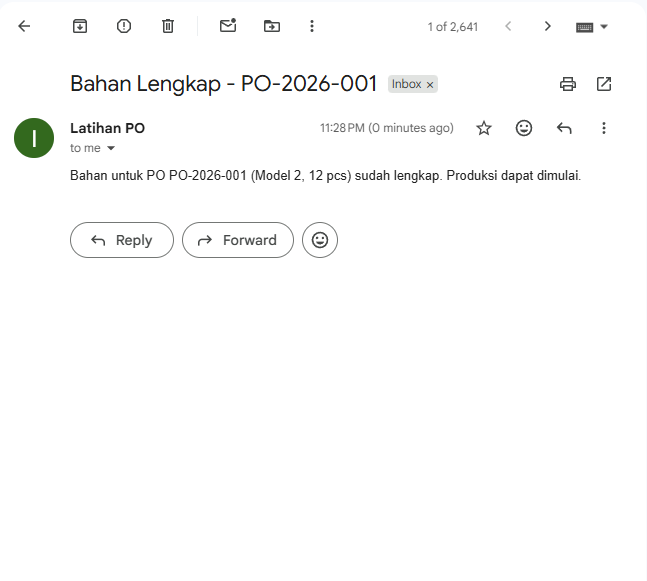 1 of 2,641
Bahan Lengkap - PO-2026-001 Inbox ×
I
Latihan PO 11:28 PM (0 minutes ago)
to me
Bahan untuk PO PO-2026-001 (Model 2, 12 pcs) sudah lengkap. Produksi dapat dimulai.
Reply Forward